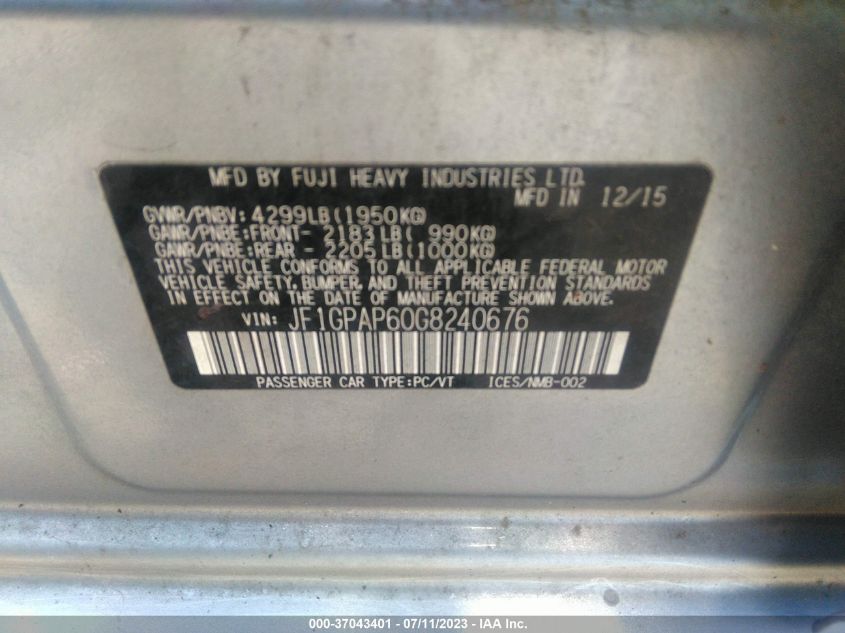 MFD BY FUJI HEAVY INDUSTRIES LTD.
MFD IN 12/15
GVWR/PNBV: 4299LB(1950KG)
GAWR/PNBE:FRONT- 2183LB( 990KG)
GAWR/PNBE:REAR - 2205LB(1000KG)
THIS VEHICLE CONFORMS TO ALL APPLICABLE FEDERAL MOTOR
VEHICLE SAFETY, BUMPER, AND THEFT PREVENTION STANDARDS
IN EFFECT ON THE DATE OF MANUFACTURE SHOWN ABOVE.
VIN: JF1GPAP60G8240676
PASSENGER CAR TYPE:PC/VT ICES/NMB-002
000-37043401 - 07/11/2023 - IAA Inc.